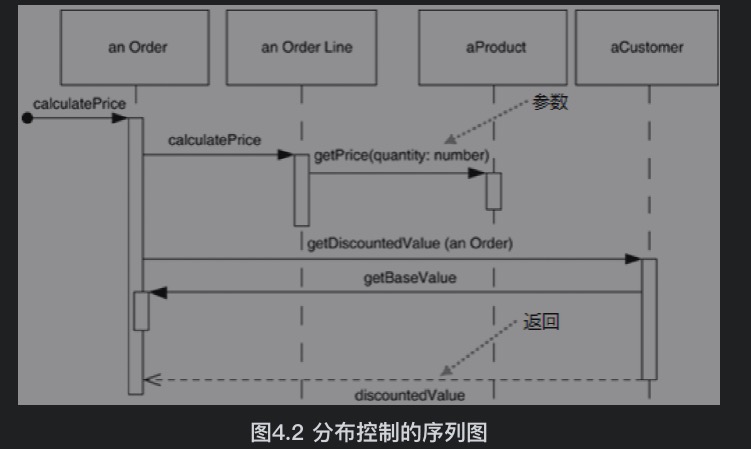 an Order
an Order Line
aProduct
aCustomer
calculatePrice
参数
calculatePrice
getPrice(quantity: number)
getDiscountedValue (an Order)
getBaseValue
返回
discountedValue
图4.2 分布控制的序列图